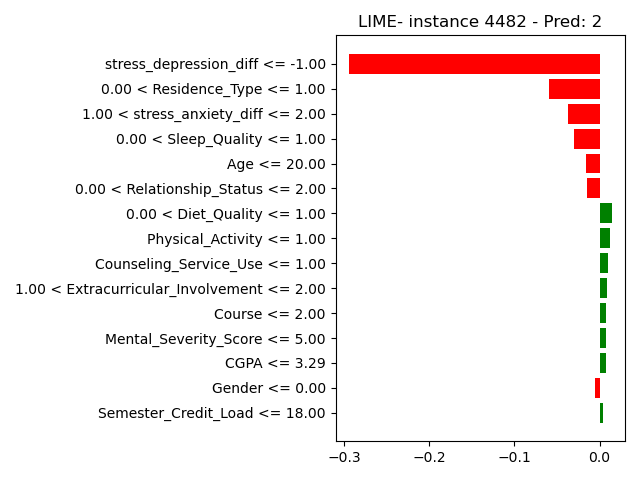 LIME- instance 4482 - Pred: 2
stress_depression_diff <= -1.00
0.00 < Residence_Type <= 1.00
1.00 < stress_anxiety_diff <= 2.00
0.00 < Sleep_Quality <= 1.00
Age <= 20.00
0.00 < Relationship_Status <= 2.00
0.00 < Diet_Quality <= 1.00
Physical_Activity <= 1.00
Counseling_Service_Use <= 1.00
1.00 < Extracurricular_Involvement <= 2.00
Course <= 2.00
Mental_Severity_Score <= 5.00
CGPA <= 3.29
Gender <= 0.00
Semester_Credit_Load <= 18.00
−0.3 −0.2 −0.1 0.0